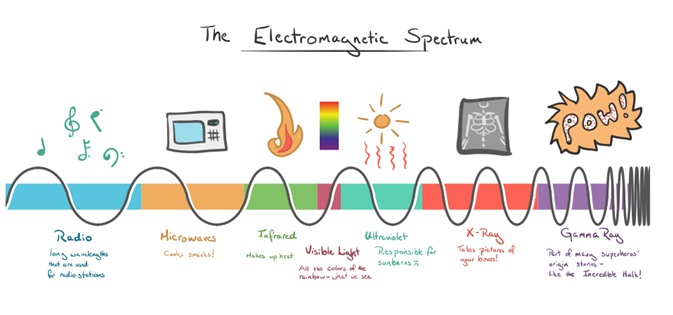 The Electromagnetic Spectrum
POW!
Radio
long wavelengths
that are used
for radio stations
Microwaves
Cooks snacks!
Infrared
Makes up heat
Visible Light
All the colors of the
rainbow - what we see
Ultraviolet
Responsible for
sunburns
X-Ray
Takes pictures of
your bones!
Gamma Ray
Part of many superheros'
origin stories -
like the Incredible Hulk!